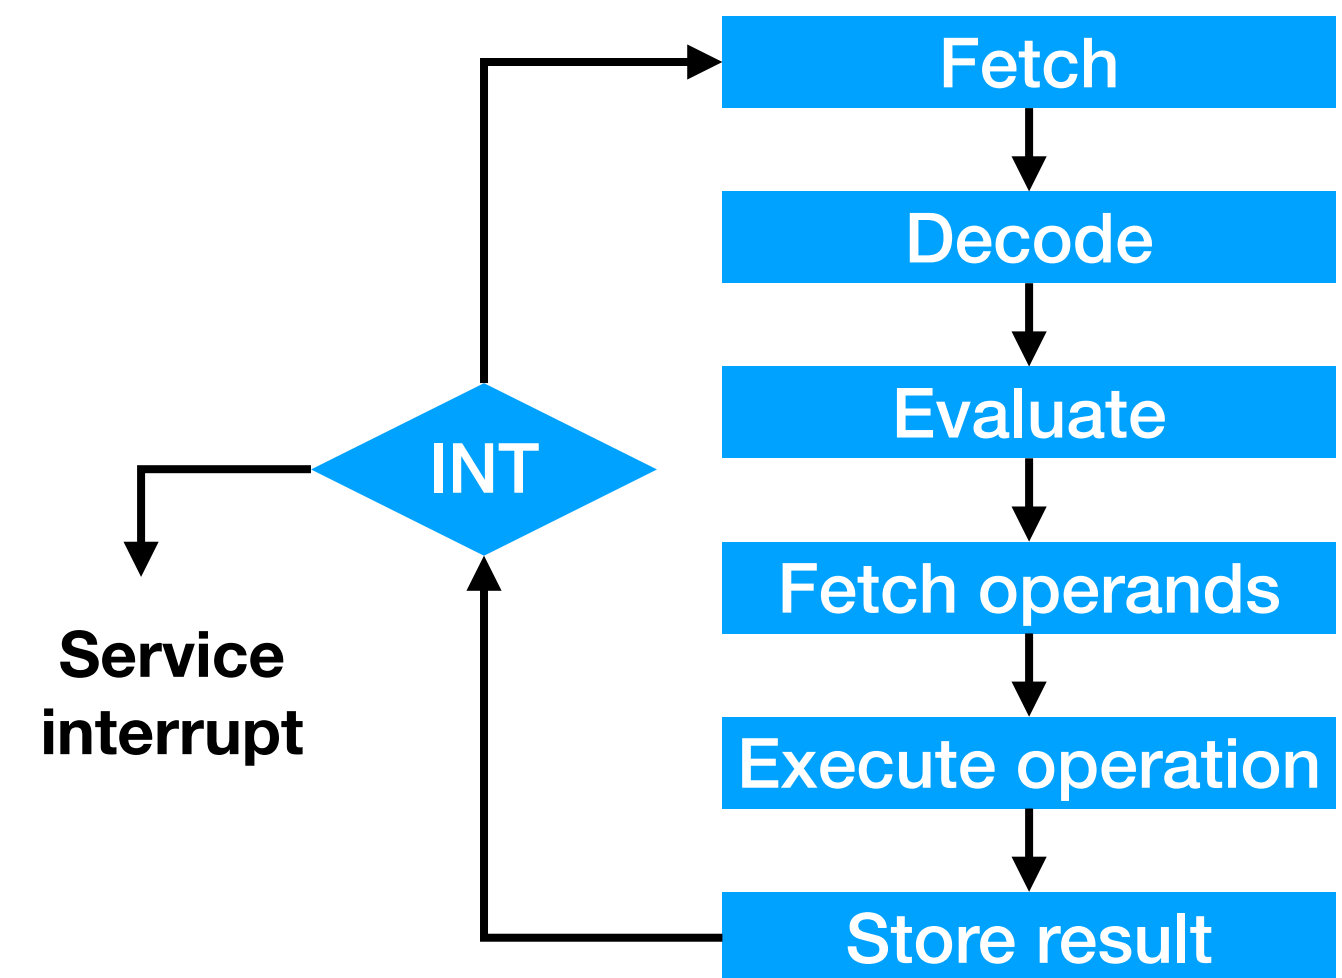 Fetch
Decode
Evaluate
INT
Fetch operands
Service
interrupt
Execute operation
Store result